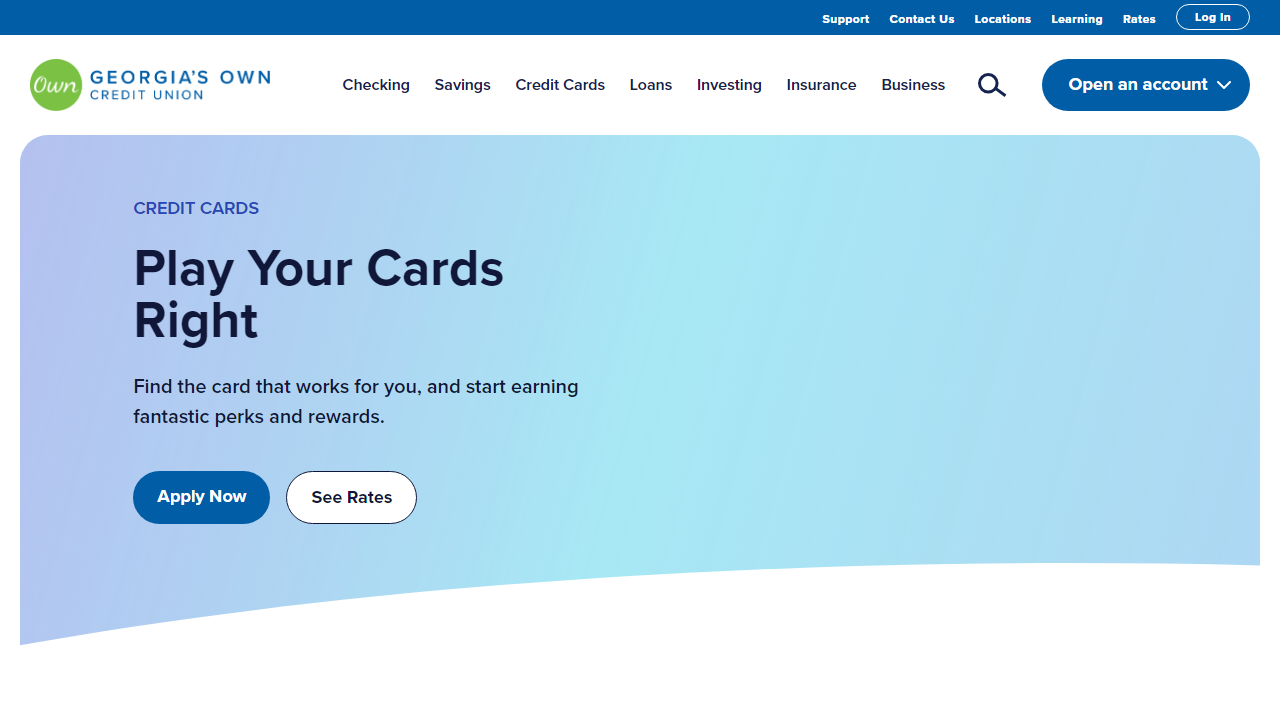 Support Contact Us Locations Learning Rates Log In
Own GEORGIA'S OWN
CREDIT UNION
Checking Savings Credit Cards Loans Investing Insurance Business Open an account
CREDIT CARDS
Play Your Cards
Right
Find the card that works for you, and start earning
fantastic perks and rewards.
Apply Now See Rates